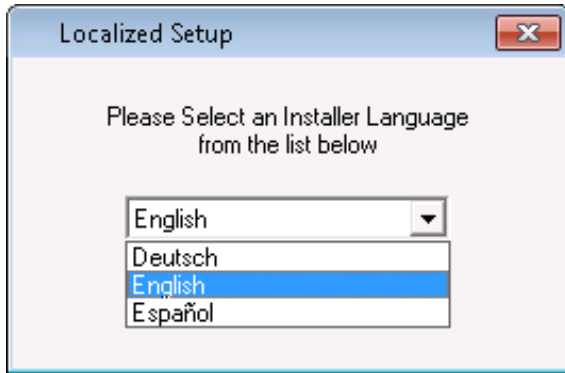 Localized Setup
Please Select an Installer Language
from the list below
English
Deutsch
English
Español